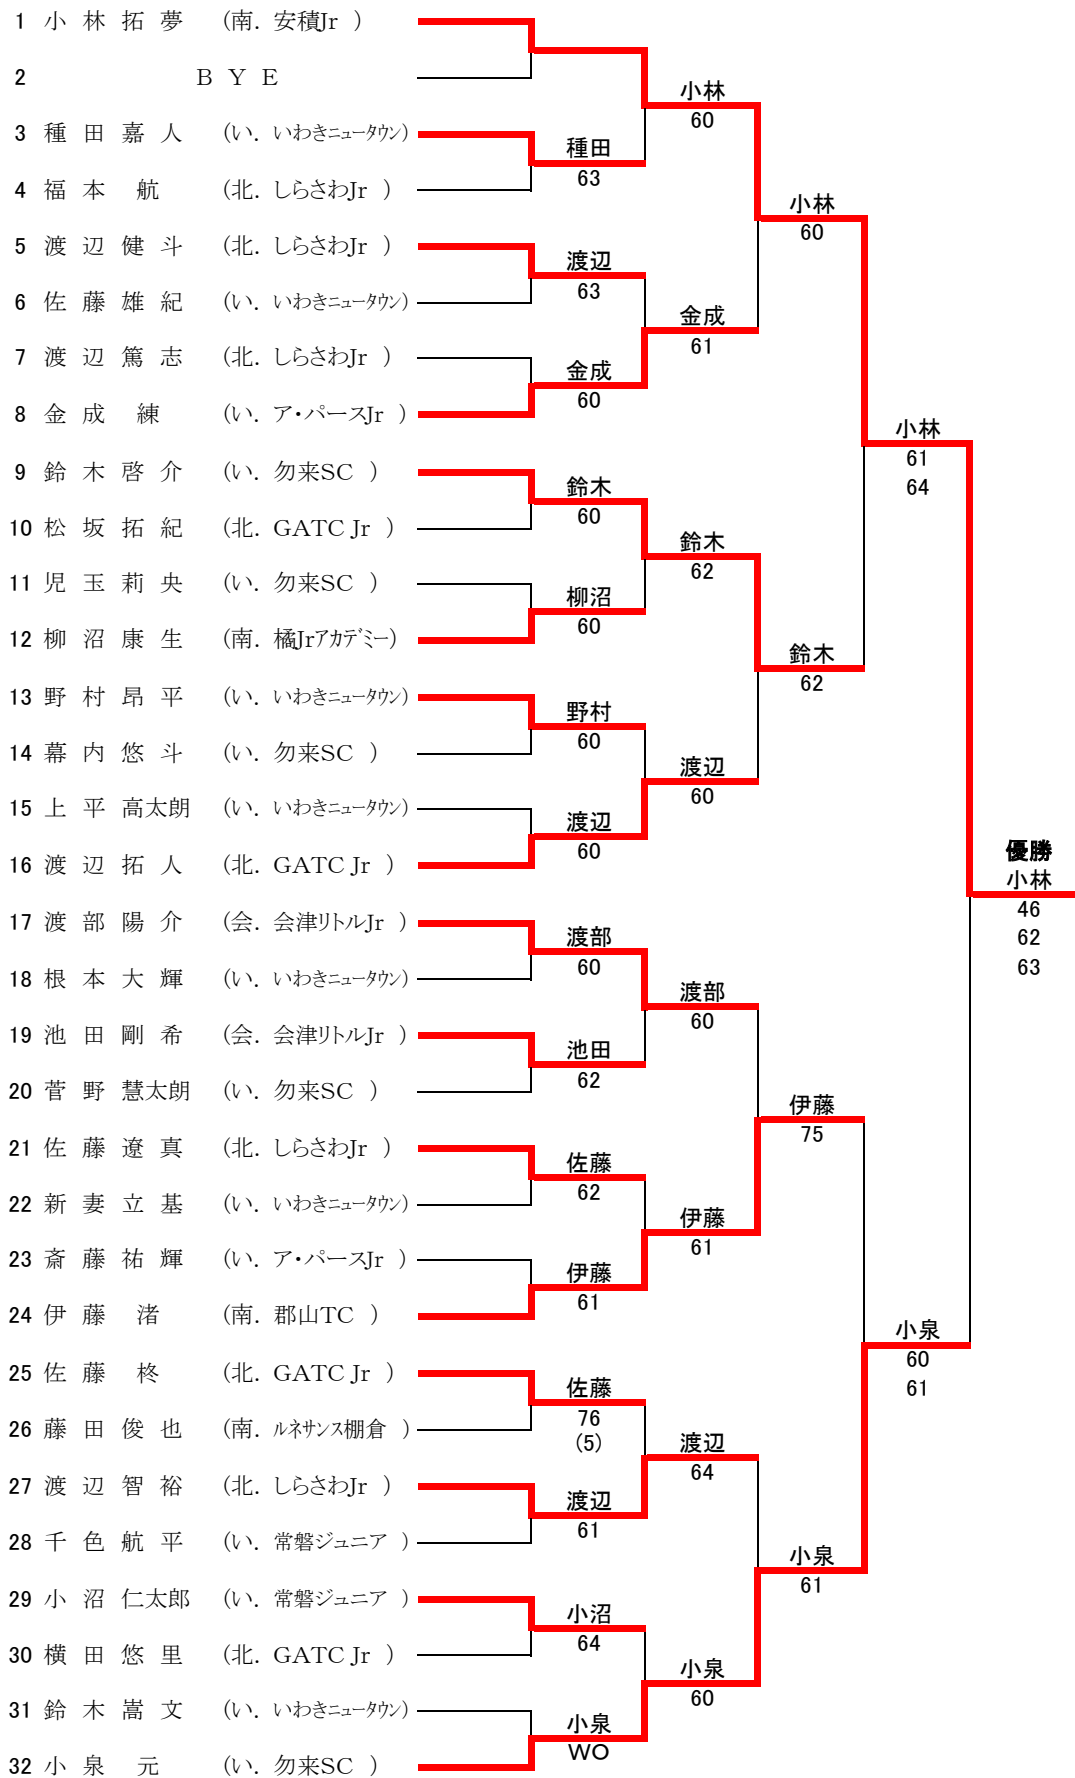 1 小 林 拓 夢 (南. 安積Jr )
2 B Y E
3 種 田 嘉 人 (い. いわきニュータウン)
4 福 本 航 (北. しらさわJr )
5 渡 辺 健 斗 (北. しらさわJr )
6 佐 藤 雄 紀 (い. いわきニュータウン)
7 渡 辺 篤 志 (北. しらさわJr )
8 金 成 練 (い. ア・パースJr )
9 鈴 木 啓 介 (い. 勿来SC )
10 松 坂 拓 紀 (北. GATC Jr )
11 児 玉 莉 央 (い. 勿来SC )
12 柳 沼 康 生 (南. 橘Jrアカデミー)
13 野 村 昂 平 (い. いわきニュータウン)
14 幕 内 悠 斗 (い. 勿来SC )
15 上 平 高太朗 (い. いわきニュータウン)
16 渡 辺 拓 人 (北. GATC Jr )
17 渡 部 陽 介 (会. 会津リトルJr )
18 根 本 大 輝 (い. いわきニュータウン)
19 池 田 剛 希 (会. 会津リトルJr )
20 菅 野 慧太朗 (い. 勿来SC )
21 佐 藤 遼 真 (北. しらさわJr )
22 新 妻 立 基 (い. いわきニュータウン)
23 斎 藤 祐 輝 (い. ア・パースJr )
24 伊 藤 渚 (南. 郡山TC )
25 佐 藤 柊 (北. GATC Jr )
26 藤 田 俊 也 (南. ルネサンス棚倉 )
27 渡 辺 智 裕 (北. しらさわJr )
28 千 色 航 平 (い. 常磐ジュニア )
29 小 沼 仁太郎 (い. 常磐ジュニア )
30 横 田 悠 里 (北. GATC Jr )
31 鈴 木 嵩 文 (い. いわきニュータウン)
32 小 泉 元 (い. 勿来SC )
種田
63
渡辺
63
金成
60
鈴木
60
柳沼
60
野村
60
渡辺
60
渡部
60
池田
62
佐藤
62
伊藤
61
佐藤
76
(5)
渡辺
61
小沼
64
小泉
WO
小林
60
金成
61
鈴木
62
渡辺
60
渡部
60
伊藤
61
渡辺
64
小泉
60
小林
60
鈴木
62
伊藤
75
小泉
61
小林
61
64
小泉
60
61
優勝
小林
46
62
63